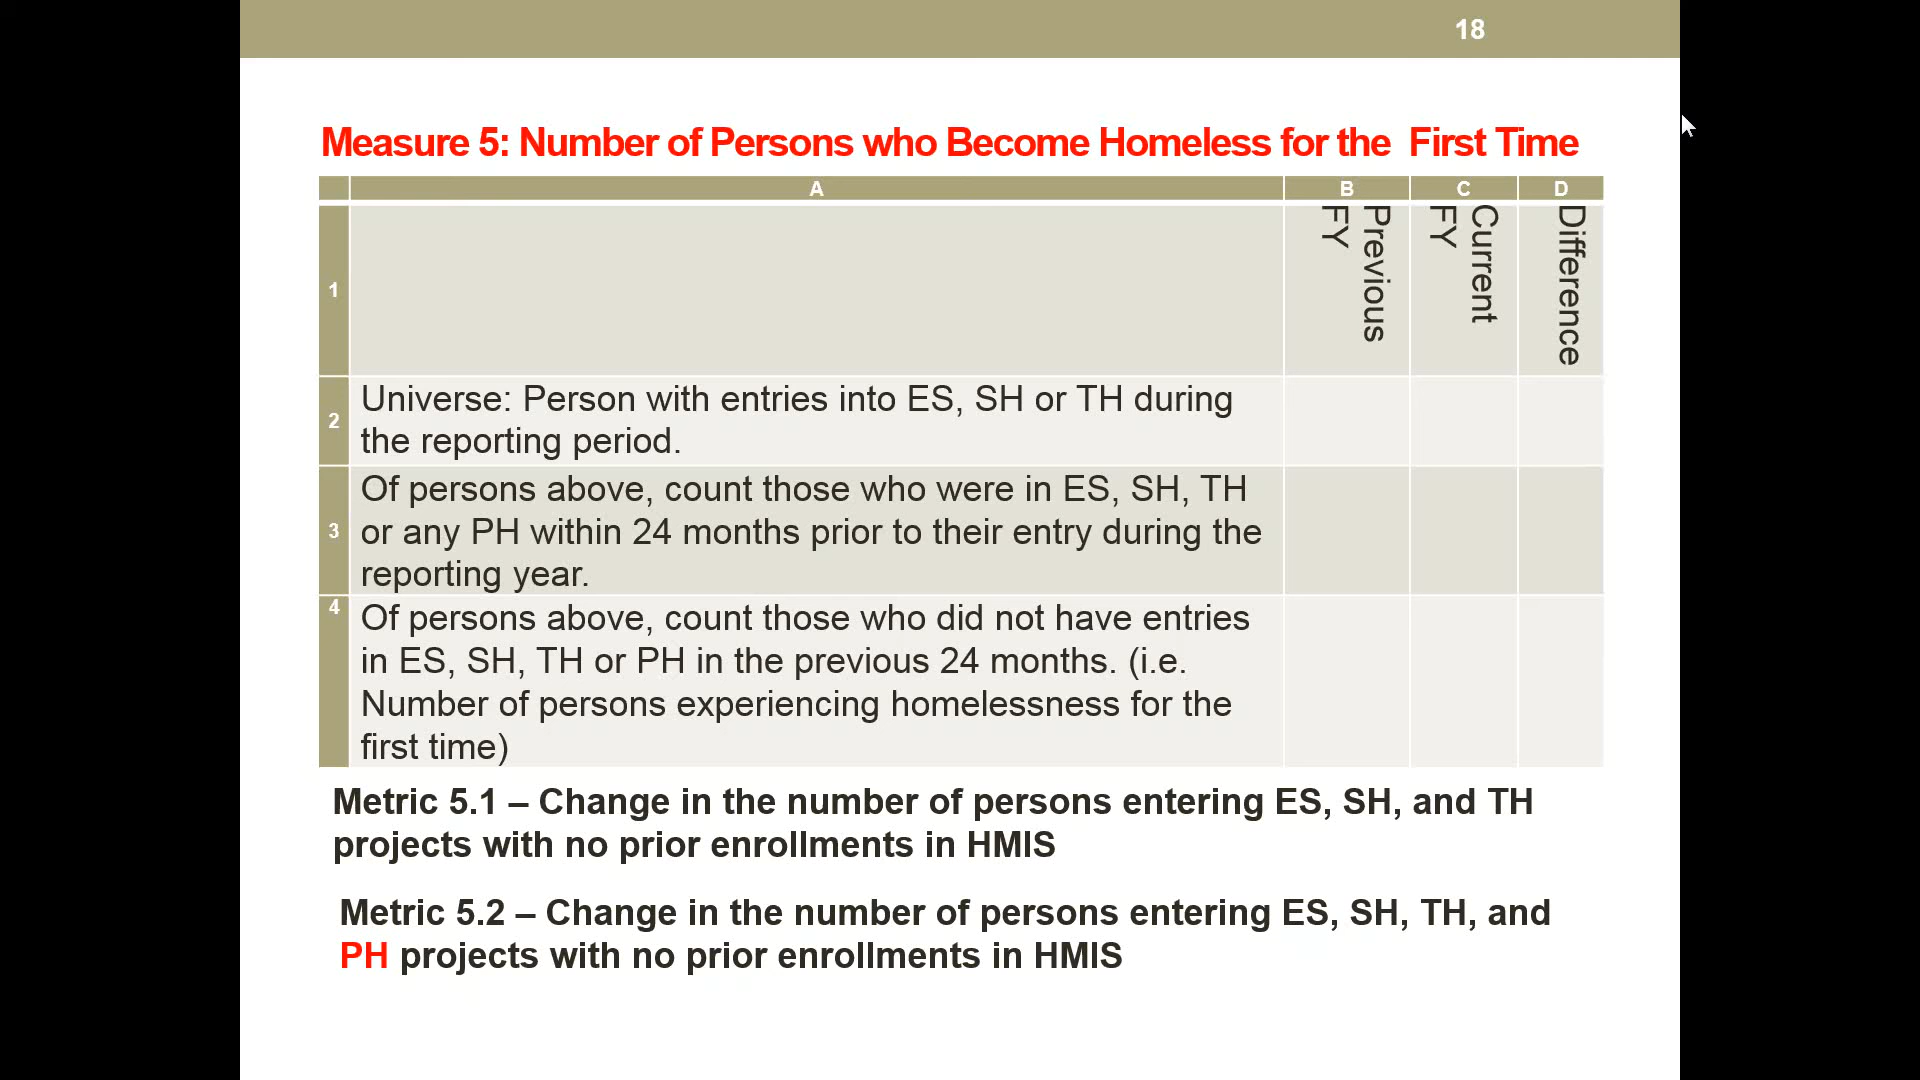 18
Measure 5: Number of Persons who Become Homeless for the First Time
A B C D
1
Previous
FY
Current
FY
Difference
2
Universe: Person with entries into ES, SH or TH during
the reporting period.
3
Of persons above, count those who were in ES, SH, TH
or any PH within 24 months prior to their entry during the
reporting year.
4
Of persons above, count those who did not have entries
in ES, SH, TH or PH in the previous 24 months. (i.e.
Number of persons experiencing homelessness for the
first time)
Metric 5.1 – Change in the number of persons entering ES, SH, and TH
projects with no prior enrollments in HMIS
Metric 5.2 – Change in the number of persons entering ES, SH, TH, and
PH projects with no prior enrollments in HMIS